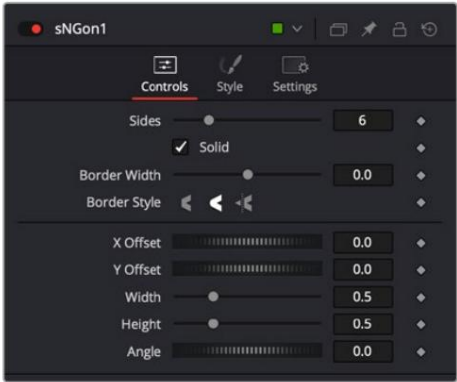 sNGon1
Controls Style Settings
Sides 6
Solid
Border Width 0.0
Border Style
X Offset 0.0
Y Offset 0.0
Width 0.5
Height 0.5
Angle 0.0